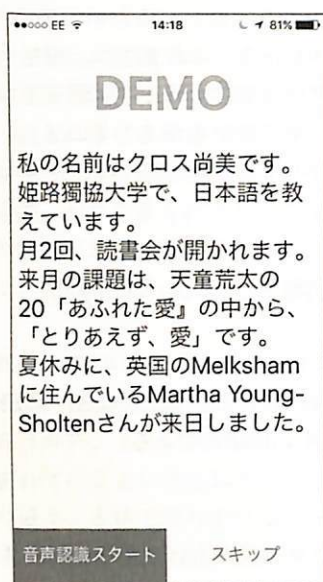 ●●○○○ EE 14:18 81%
DEMO
私の名前はクロス尚美です。
姫路獨協大学で、日本語を教
えています。
月2回、読書会が開かれます。
来月の課題は、天童荒太の
20「あふれた愛』の中から、
「とりあえず、愛」です。
夏休みに、英国のMelksham
に住んでいるMartha Young-
Sholtenさんが来日しました。
音声認識スタート スキップ